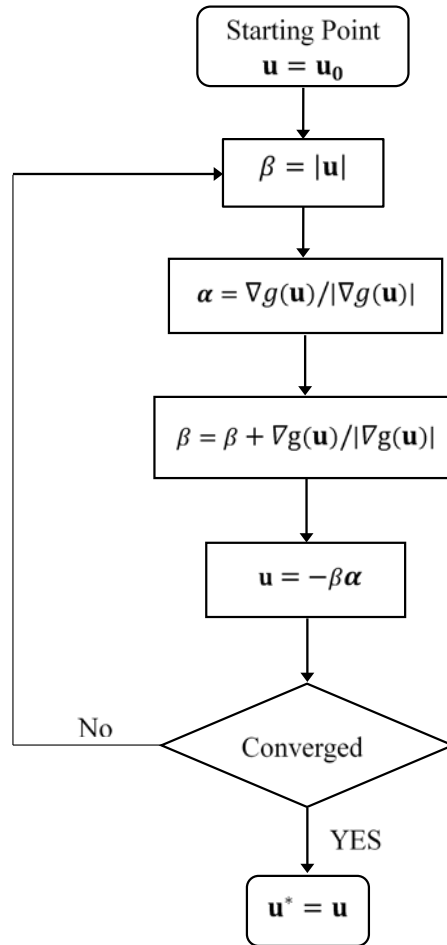 Starting Point
𝐮 = 𝐮𝟎
β = |𝐮|
𝜶 = ∇g(𝐮)/|∇g(𝐮)|
β = β + ∇g(𝐮)/|∇g(𝐮)|
𝐮 = −β𝜶
No
Converged
YES
𝐮* = 𝐮